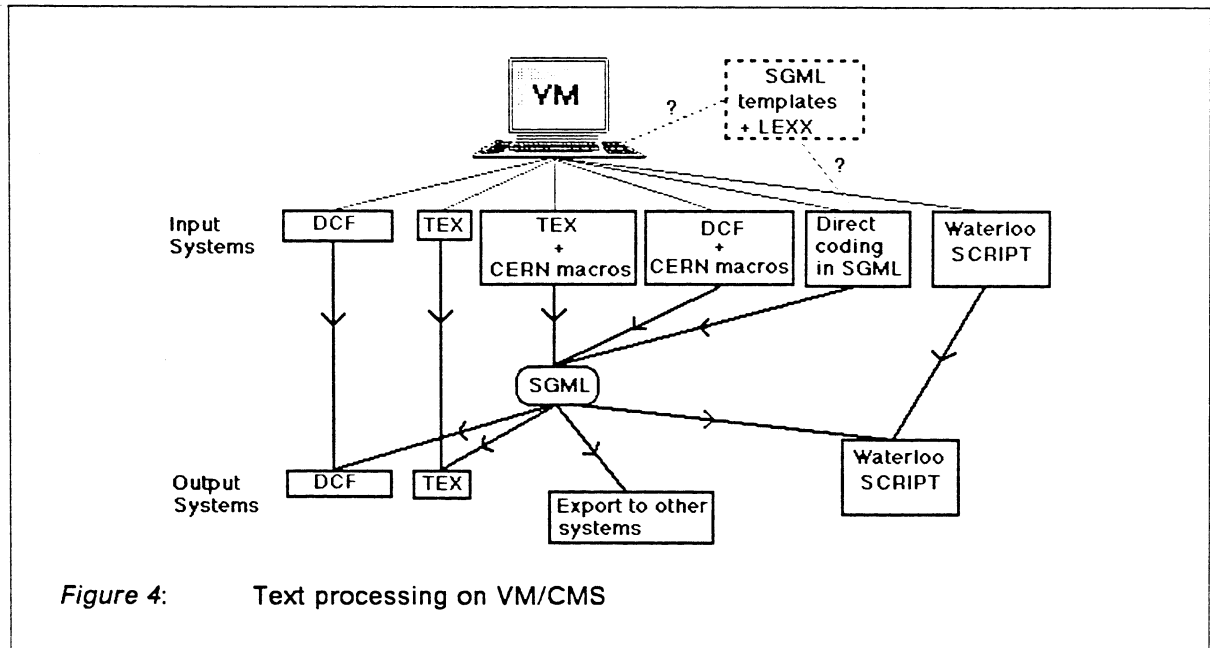 VM
?
SGML
templates
+ LEXX
?
Input
Systems
DCF
TEX
TEX
+
CERN macros
DCF
+
CERN macros
Direct
coding
in SGML
Waterloo
SCRIPT
SGML
Output
Systems
DCF
TEX
Export to other
systems
Waterloo
SCRIPT
Figure 4: Text processing on VM/CMS